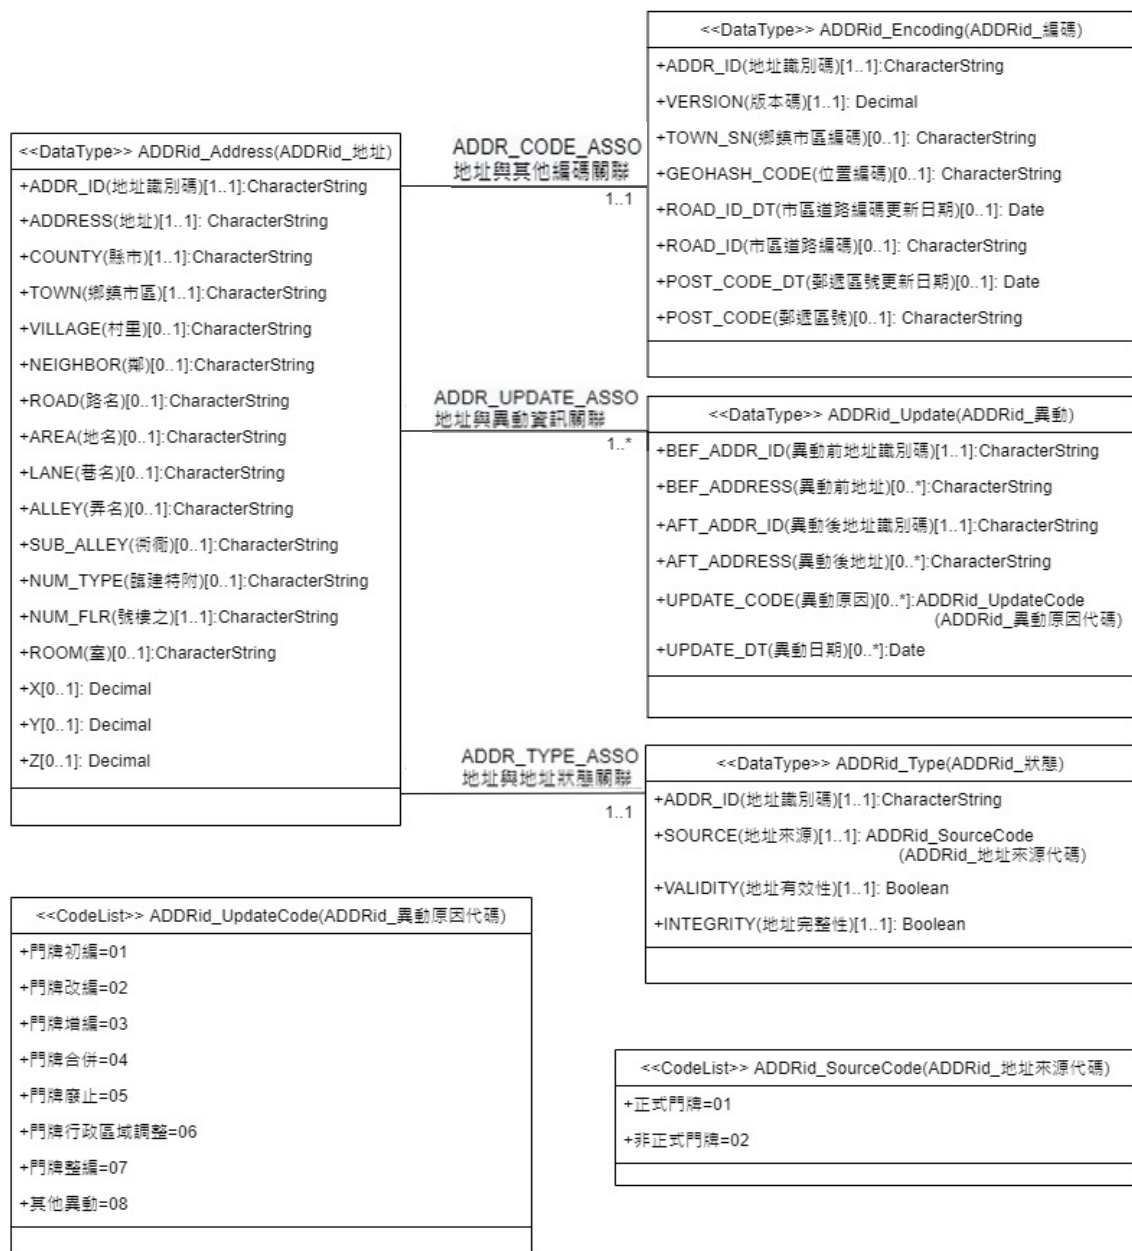 <<DataType>> ADDRid_Address(ADDRid_地址)
+ADDR_ID(地址識別碼)[1..1]:CharacterString
+ADDRESS(地址)[1..1]: CharacterString
+COUNTY(縣市)[1..1]:CharacterString
+TOWN(鄉鎮市區)[1..1]:CharacterString
+VILLAGE(村里)[0..1]:CharacterString
+NEIGHBOR(鄰)[0..1]:CharacterString
+ROAD(路名)[0..1]:CharacterString
+AREA(地名)[0..1]:CharacterString
+LANE(巷名)[0..1]:CharacterString
+ALLEY(弄名)[0..1]:CharacterString
+SUB_ALLEY(衖衕)[0..1]:CharacterString
+NUM_TYPE(臨建特附)[0..1]:CharacterString
+NUM_FLR(號樓之)[1..1]:CharacterString
+ROOM(室)[0..1]:CharacterString
+X[0..1]: Decimal
+Y[0..1]: Decimal
+Z[0..1]: Decimal
ADDR_CODE_ASSO
地址與其他編碼關聯
1..1
<<DataType>> ADDRid_Encoding(ADDRid_編碼)
+ADDR_ID(地址識別碼)[1..1]:CharacterString
+VERSION(版本碼)[1..1]: Decimal
+TOWN_SN(鄉鎮市區編碼)[0..1]: CharacterString
+GEOHASH_CODE(位置編碼)[0..1]: CharacterString
+ROAD_ID_DT(市區道路編碼更新日期)[0..1]: Date
+ROAD_ID(市區道路編碼)[0..1]: CharacterString
+POST_CODE_DT(郵遞區號更新日期)[0..1]: Date
+POST_CODE(郵遞區號)[0..1]: CharacterString
ADDR_UPDATE_ASSO
地址與異動資訊關聯
1..*
<<DataType>> ADDRid_Update(ADDRid_異動)
+BEF_ADDR_ID(異動前地址識別碼)[1..1]:CharacterString
+BEF_ADDRESS(異動前地址)[0..*]:CharacterString
+AFT_ADDR_ID(異動後地址識別碼)[1..1]:CharacterString
+AFT_ADDRESS(異動後地址)[0..*]:CharacterString
+UPDATE_CODE(異動原因)[0..*]:ADDRid_UpdateCode
(ADDRid_異動原因代碼)
+UPDATE_DT(異動日期)[0..*]:Date
ADDR_TYPE_ASSO
地址與地址狀態關聯
1..1
<<DataType>> ADDRid_Type(ADDRid_狀態)
+ADDR_ID(地址識別碼)[1..1]:CharacterString
+SOURCE(地址來源)[1..1]: ADDRid_SourceCode
(ADDRid_地址來源代碼)
+VALIDITY(地址有效性)[1..1]: Boolean
+INTEGRITY(地址完整性)[1..1]: Boolean
<<CodeList>> ADDRid_UpdateCode(ADDRid_異動原因代碼)
+門牌初編=01
+門牌改編=02
+門牌增編=03
+門牌合併=04
+門牌廢止=05
+門牌行政區域調整=06
+門牌整編=07
+其他異動=08
<<CodeList>> ADDRid_SourceCode(ADDRid_地址來源代碼)
+正式門牌=01
+非正式門牌=02